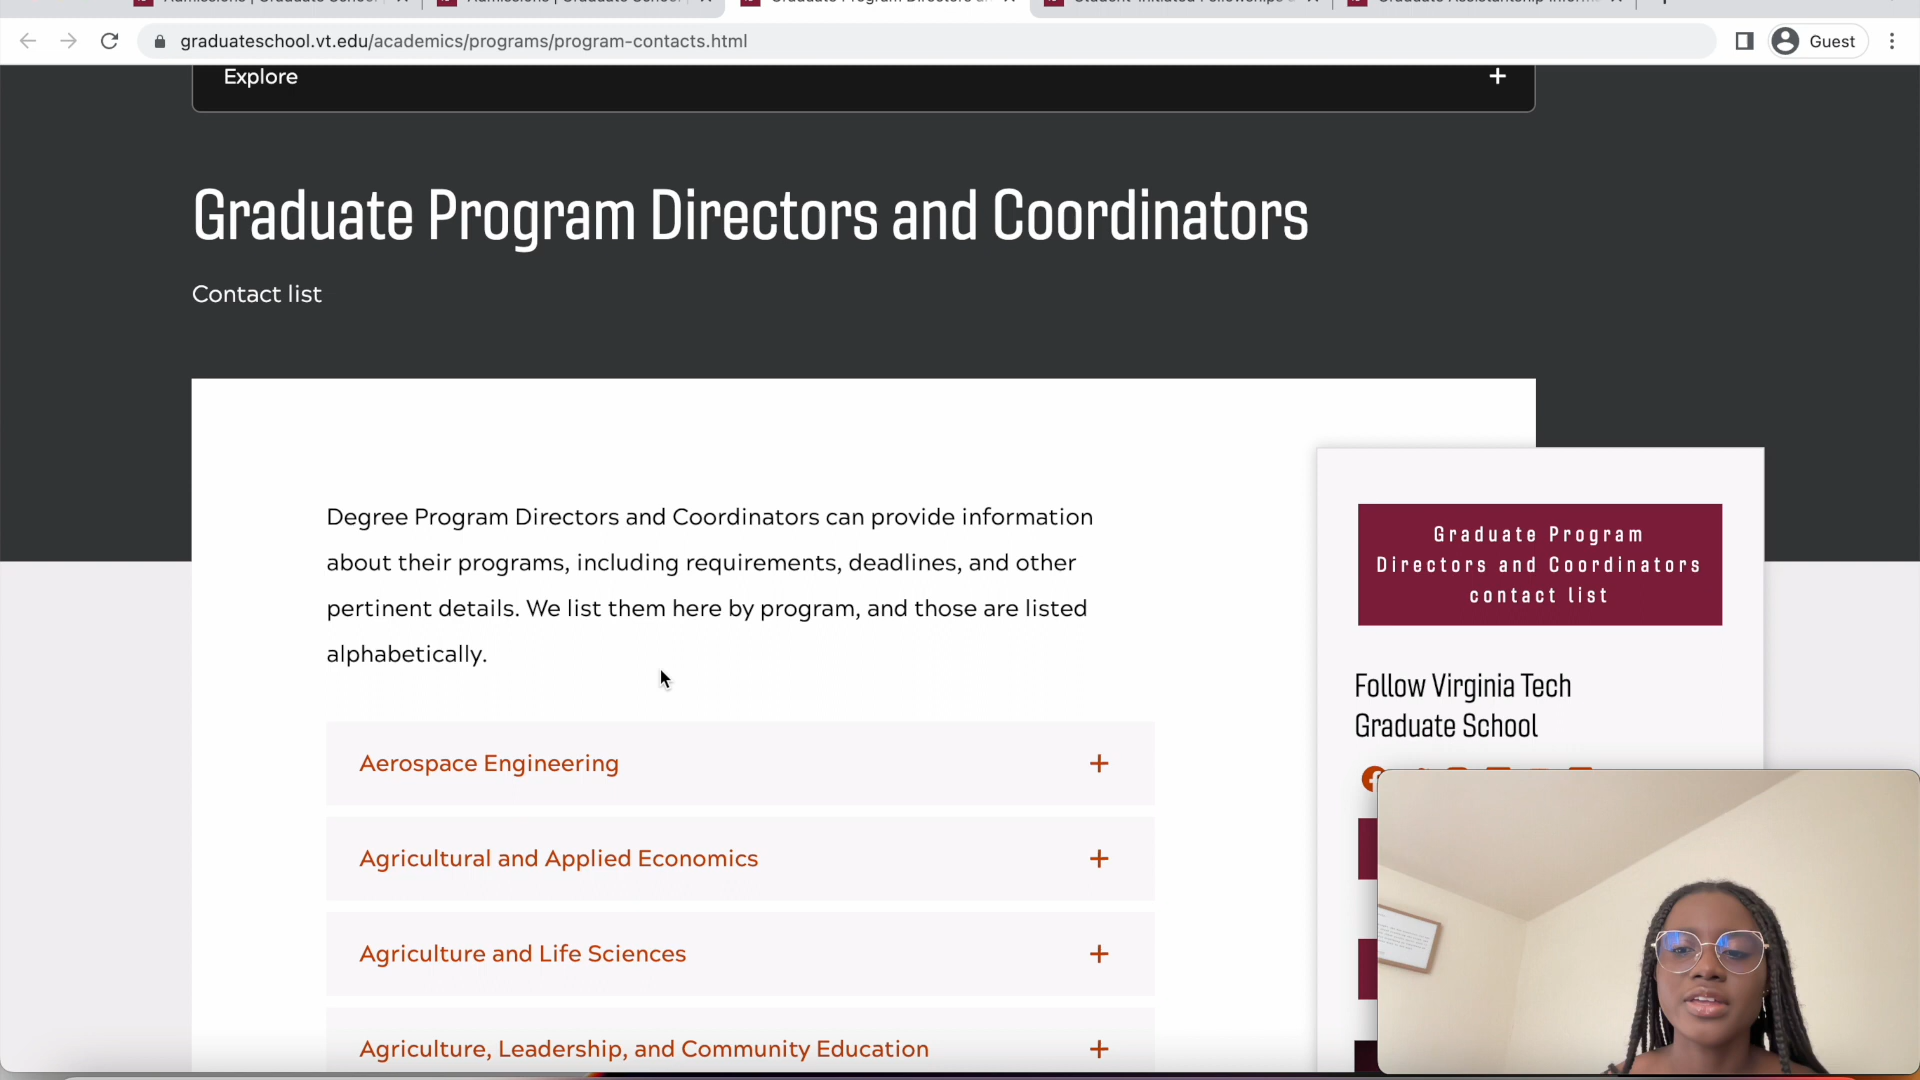 graduateschool.vt.edu/academics/programs/program-contacts.html
Guest
Explore
Graduate Program Directors and Coordinators
Contact list
Degree Program Directors and Coordinators can provide information
about their programs, including requirements, deadlines, and other
pertinent details. We list them here by program, and those are listed
alphabetically.
Aerospace Engineering
Agricultural and Applied Economics
Agriculture and Life Sciences
Agriculture, Leadership, and Community Education
Graduate Program
Directors and Coordinators
contact list
Follow Virginia Tech
Graduate School